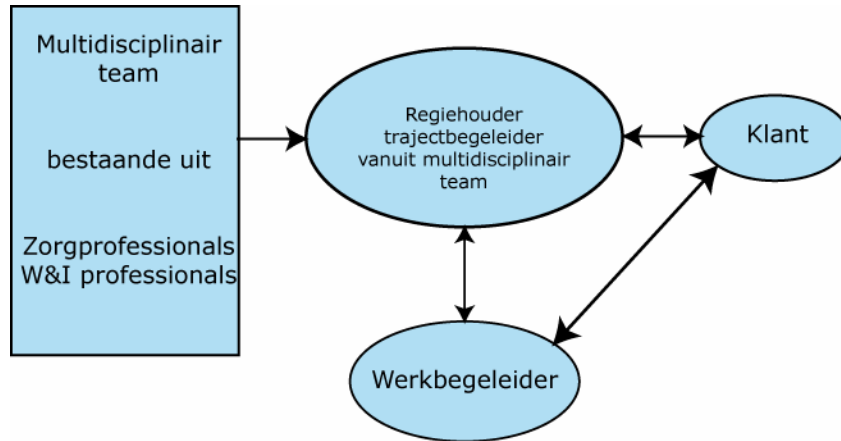 Multidisciplinair
team
bestaande uit
Zorgprofessionals
W&I professionals
Regiehouder
trajectbegeleider
vanuit multidisciplinair
team
Klant
Werkbegeleider